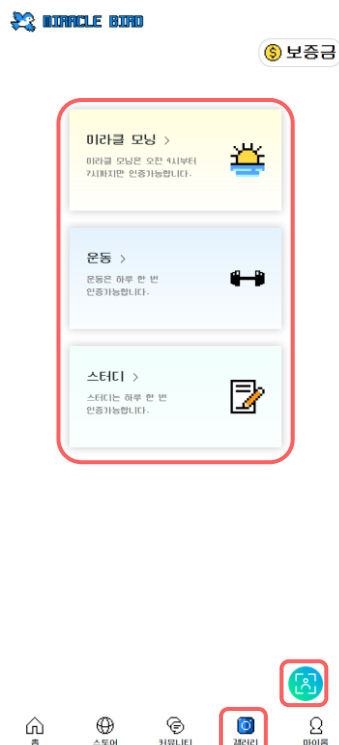 MIRACLE BIRD
보증금
미라클 모닝 >
미라클 모닝은 오전 4시부터
7시까지만 인증가능합니다.
운동 >
운동은 하루 한 번
인증가능합니다.
스터디 >
스터디는 하루 한 번
인증가능합니다.
홈
스토어
커뮤니티
갤러리
마이룸